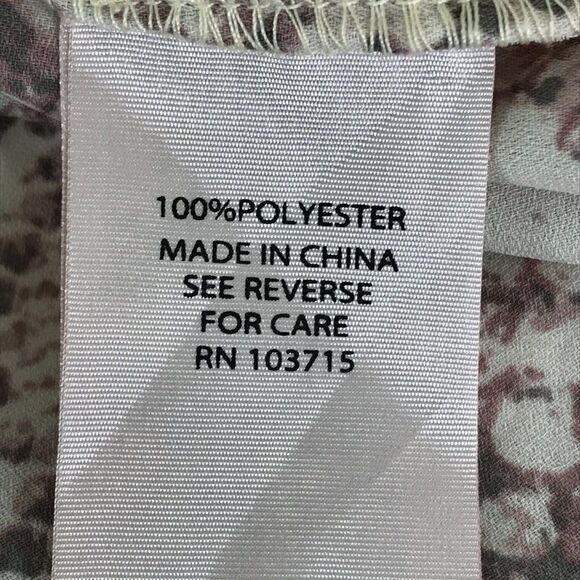 100%POLYESTER
MADE IN CHINA
SEE REVERSE
FOR CARE
RN 103715